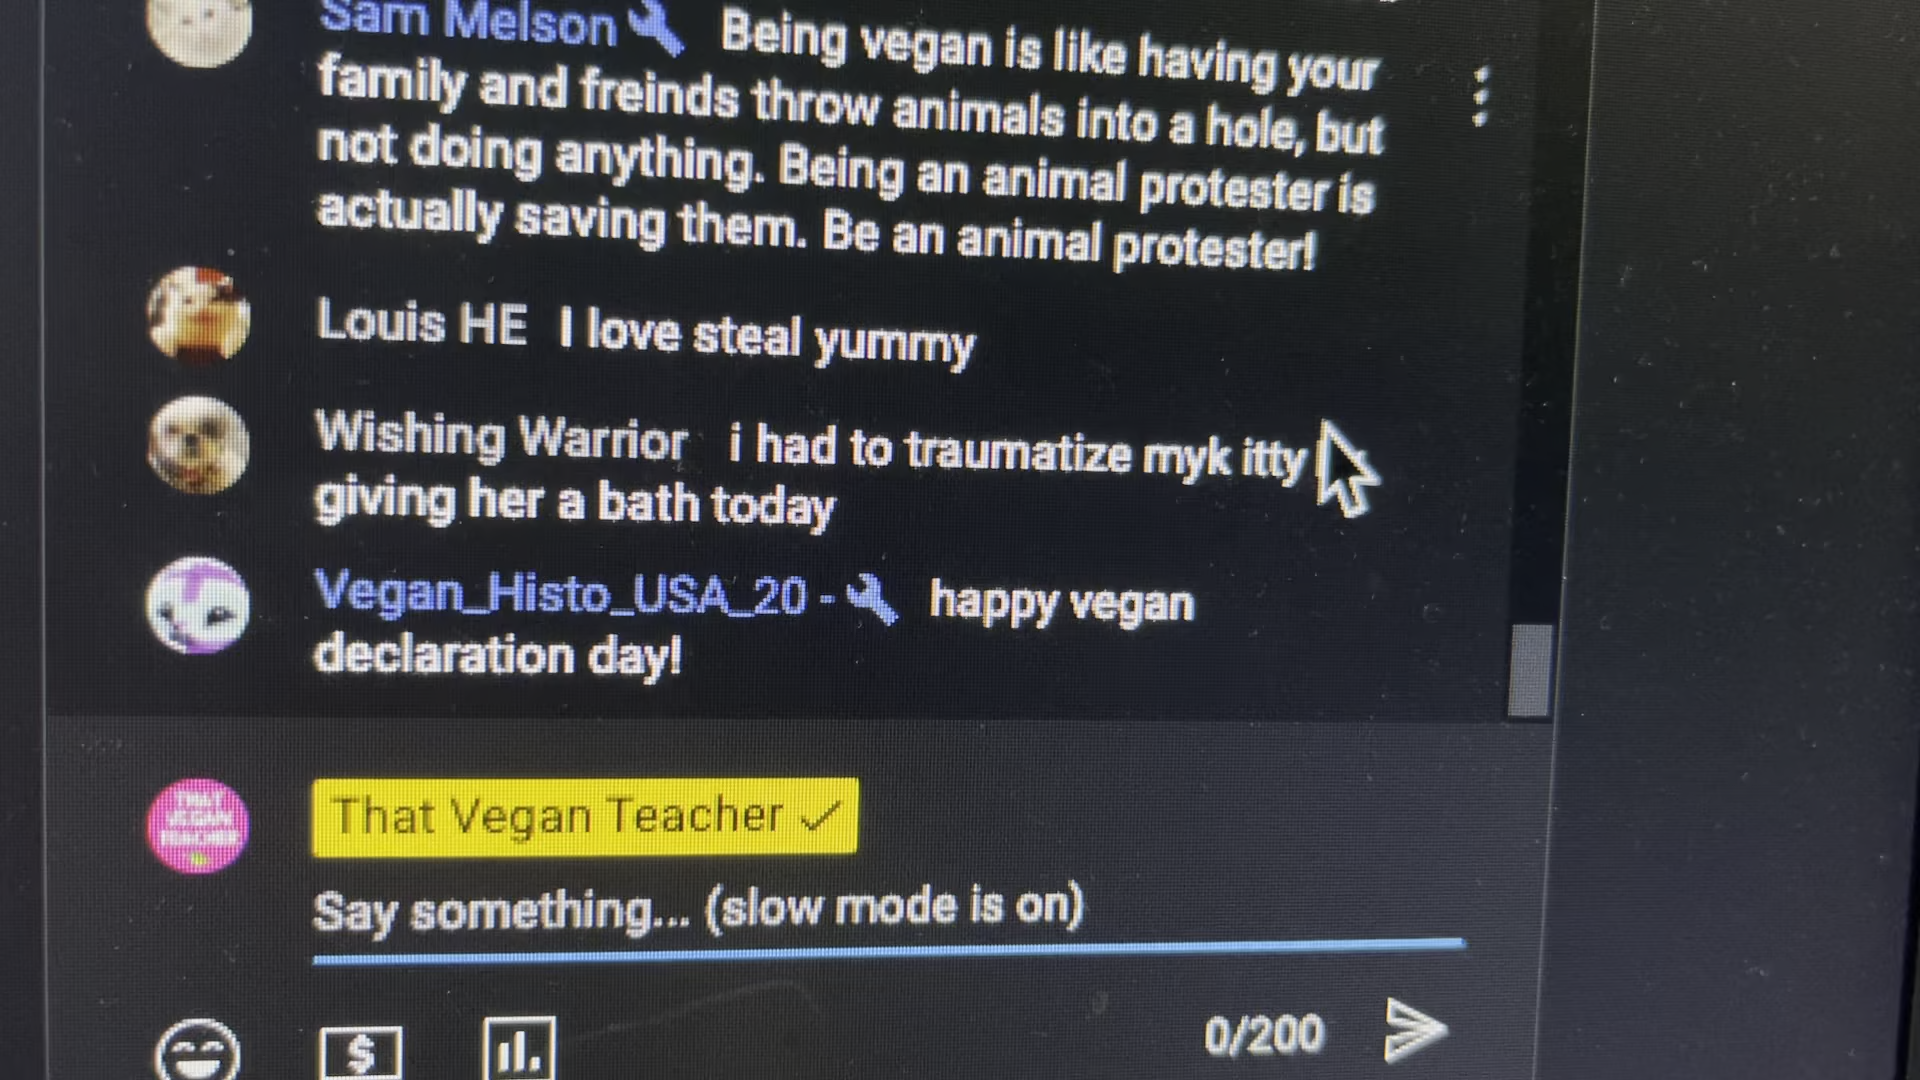 Sam Melson Being vegan is like having your
family and freinds throw animals into a hole, but
not doing anything. Being an animal protester is
actually saving them. Be an animal protester!
Louis HE I love steal yummy
Wishing Warrior i had to traumatize myk itty
giving her a bath today
Vegan_Histo_USA_20 - happy vegan
declaration day!
THAT
VEGAN
TEACHER
That Vegan Teacher ✓
Say something... (slow mode is on)
$
0/200